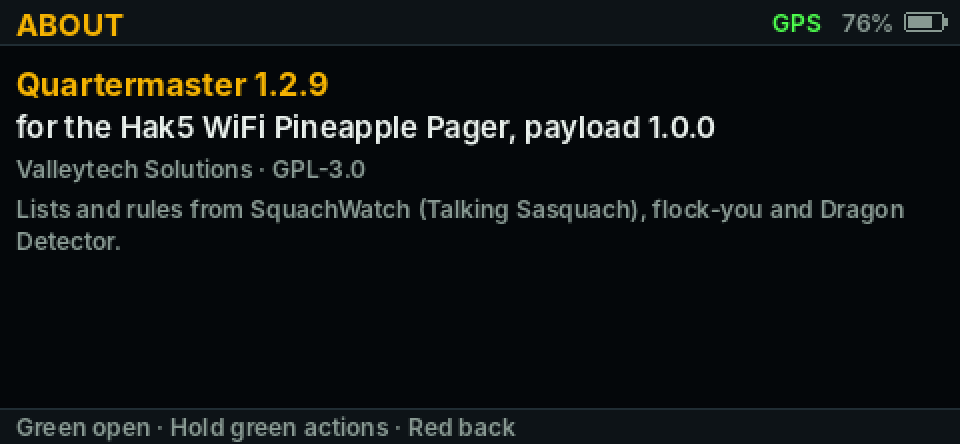 ABOUT
GPS 76%
Quartermaster 1.2.9
for the Hak5 WiFi Pineapple Pager, payload 1.0.0
Valleytech Solutions · GPL-3.0
Lists and rules from SquachWatch (Talking Sasquach), flock-you and Dragon
Detector.
Green open · Hold green actions · Red back